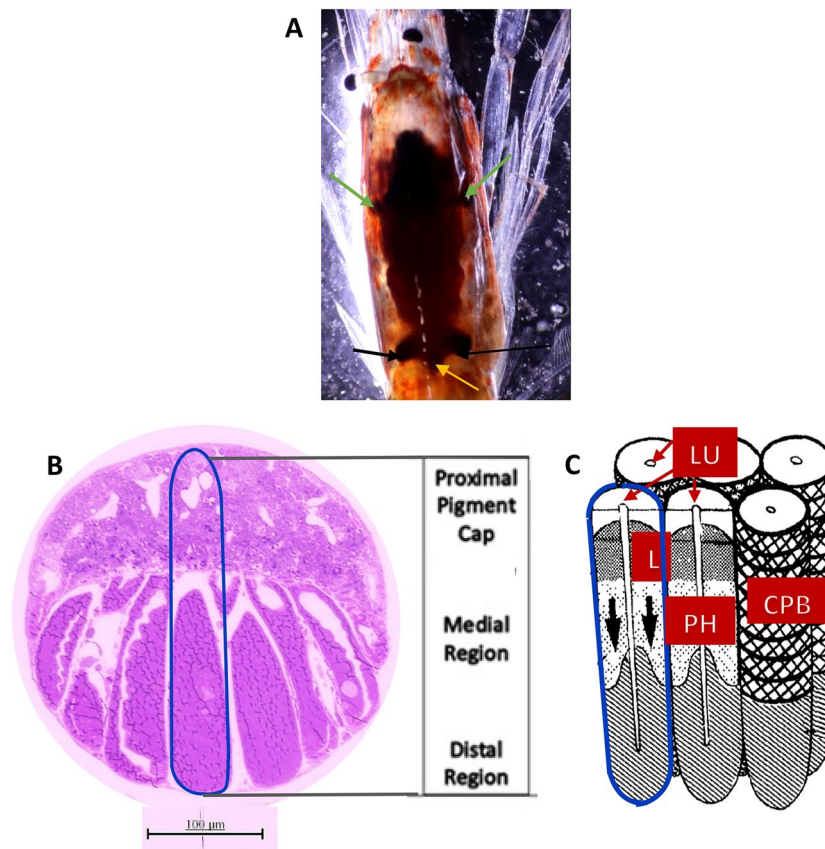 A
B
Proximal
Pigment
Cap
Medial
Region
Distal
Region
100 µm
C
LU
L
PH
CPB